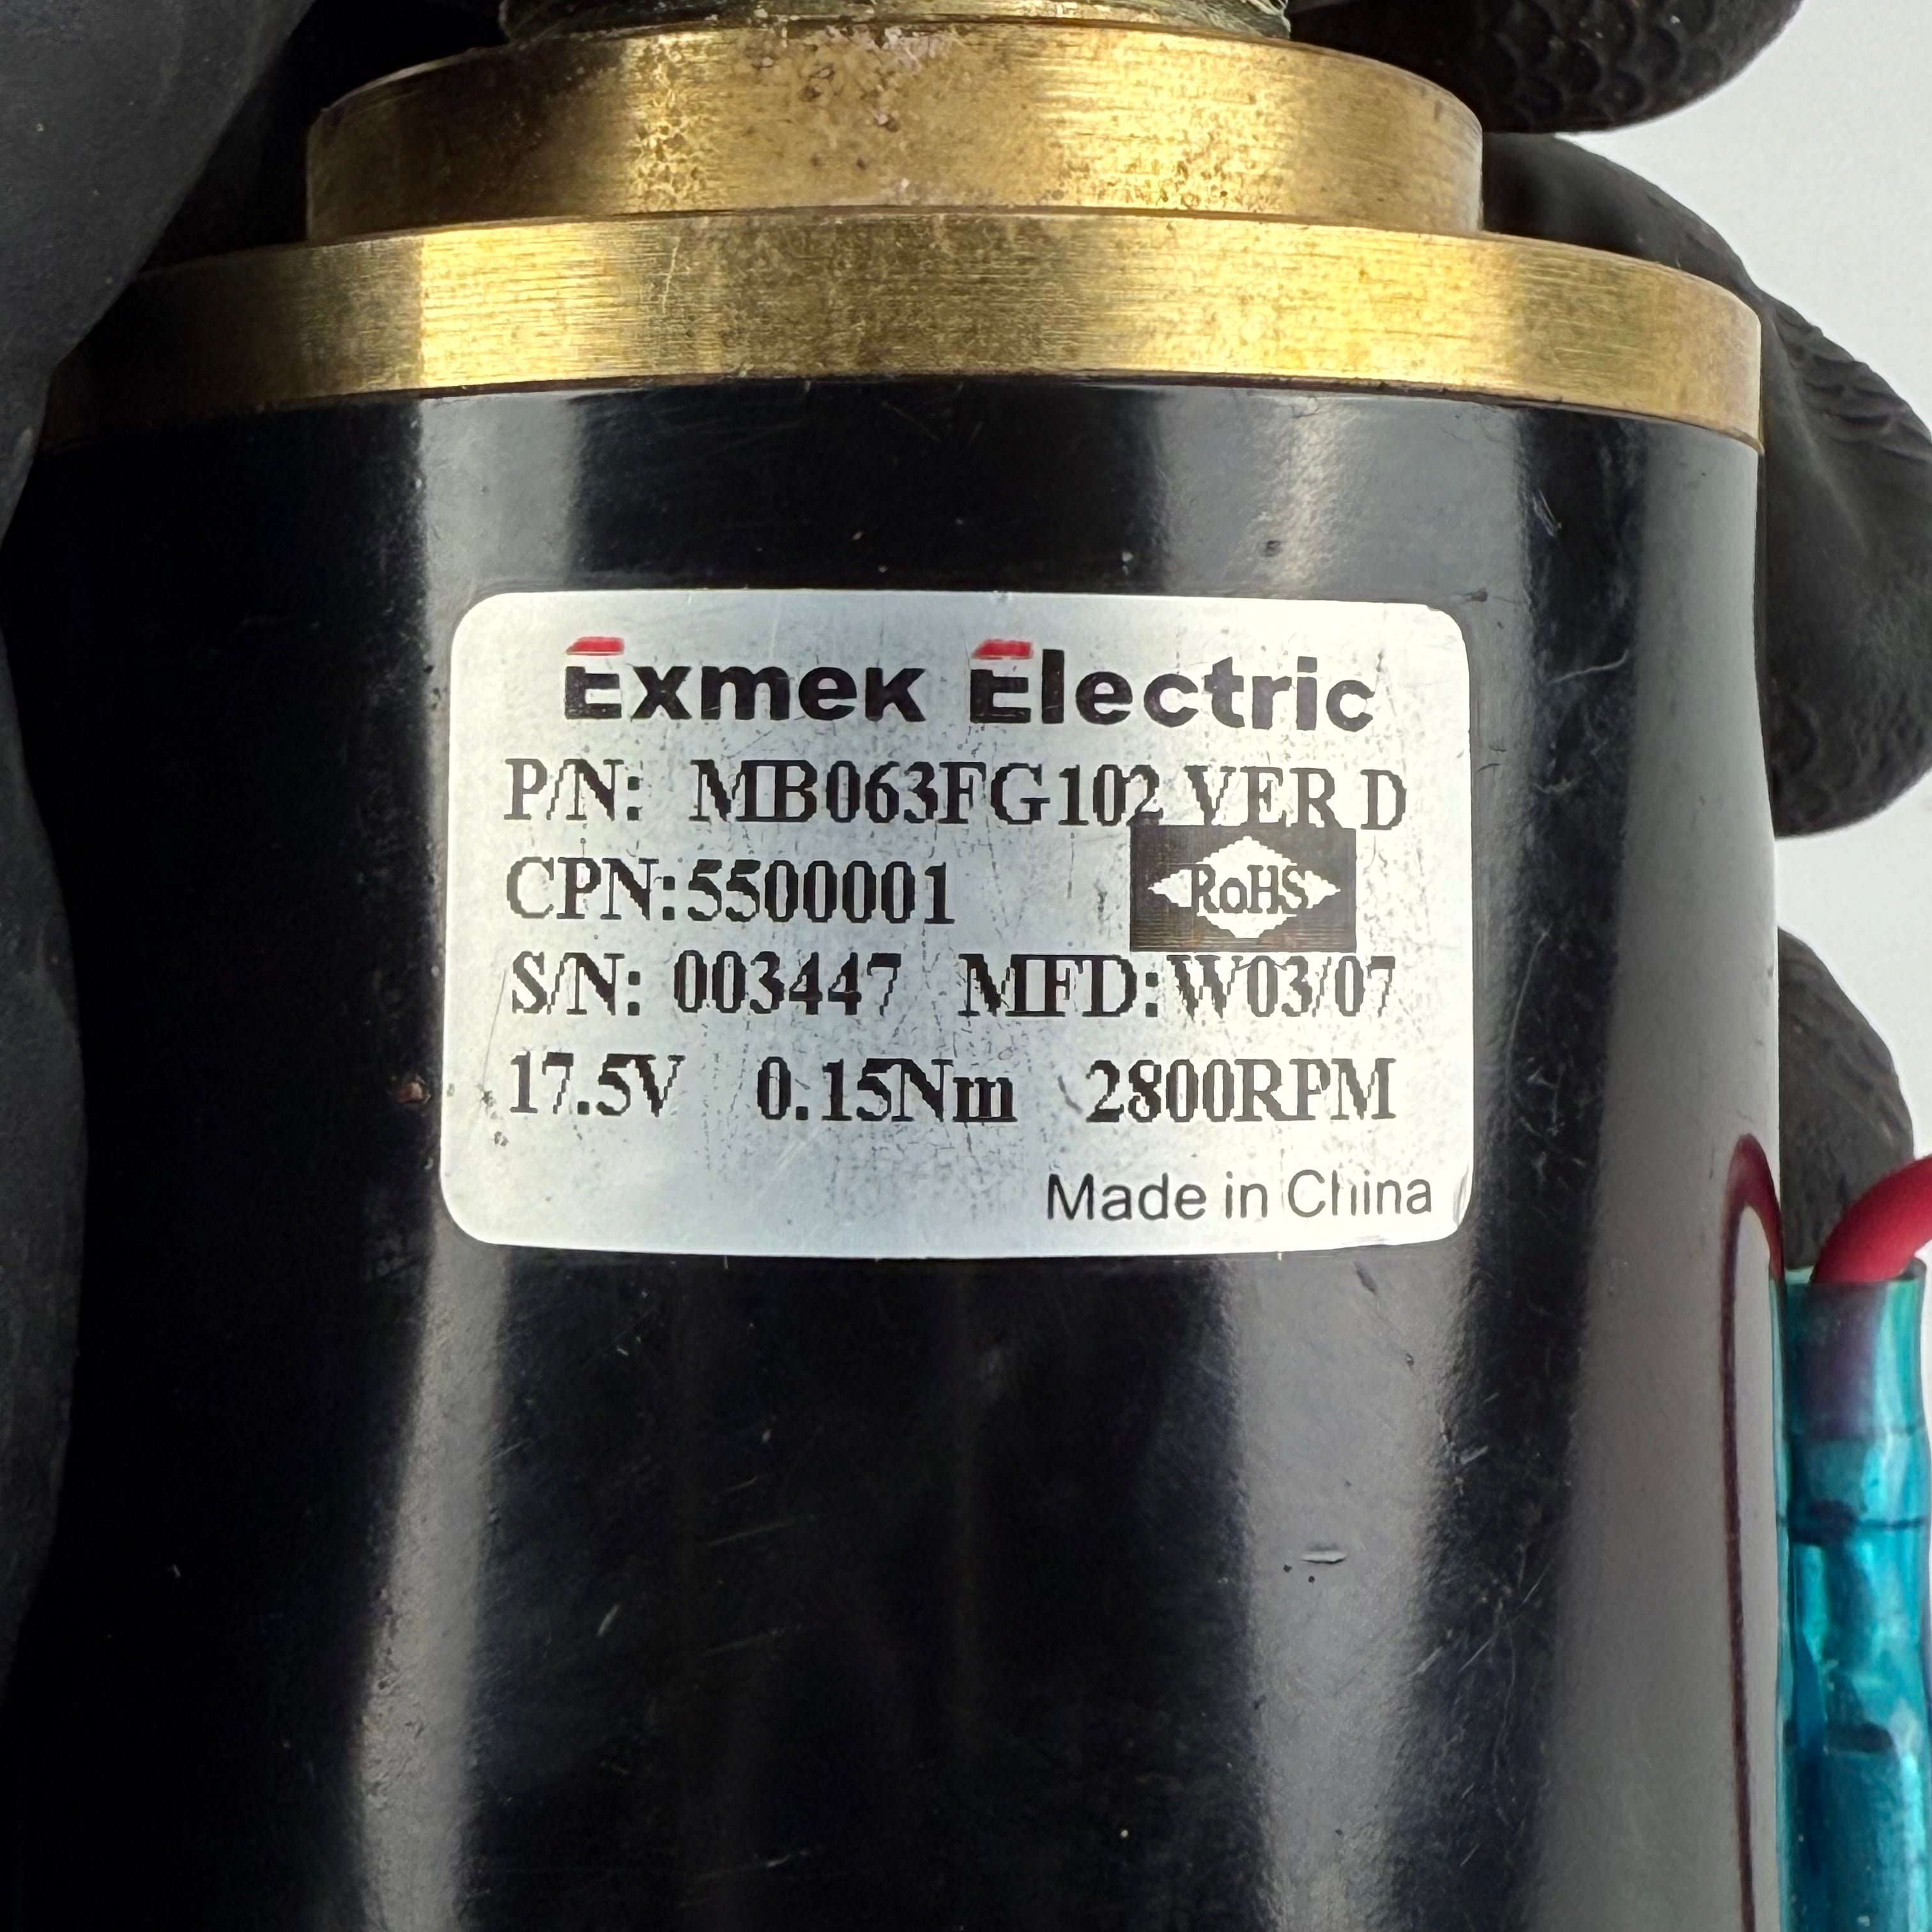 Exmek Electric
P/N: MB063FG102 VER D
CPN:5500001
RoHS
S/N: 003447 MFD:W03/07
17.5V 0.15Nm 2800RPM
Made in China